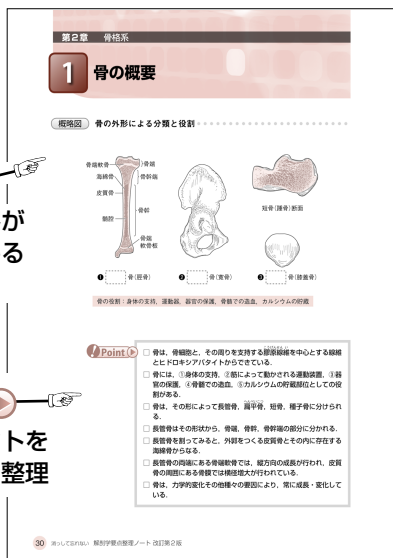 第2章 骨格系
1 骨の概要
概略図 骨の外形による分類と役割
骨端軟骨
骨端
海綿骨
骨幹端
皮質骨
骨幹
髄腔
骨端
軟骨板
短骨(踵骨)断面
❶ 骨(脛骨)
❷ 骨(寛骨)
❸ 骨(膝蓋骨)
骨の役割:身体の支持、運動器、器官の保護、骨髄での造血、カルシウムの貯蔵
が
る
Point
□ 骨は、骨細胞と、その周りを支持する膠原線維を中心とする線維
とヒドロキシアパタイトからできている。
□ 骨には、①身体の支持、②筋によって動かされる運動装置、③器
官の保護、④骨髄での造血、⑤カルシウムの貯蔵部位としての役
割がある。
□ 骨は、その形によって長管骨、扁平骨、短骨、種子骨に分けられ
る。
□ 長管骨はその形状から、骨端、骨幹、骨幹端の部分に分かれる。
□ 長管骨を割ってみると、外郭をつくる皮質骨とその内に存在する
海綿骨からなる。
□ 長管骨の両端にある骨端軟骨では、縦方向の成長が行われ、皮質
骨の周囲にある骨膜では横径増大が行われている。
□ 骨は、力学的変化その他種々の要因により、常に成長・変化して
いる。
トを
整理
30 消っして忘れない 解剖学要点整理ノート 改訂第2版